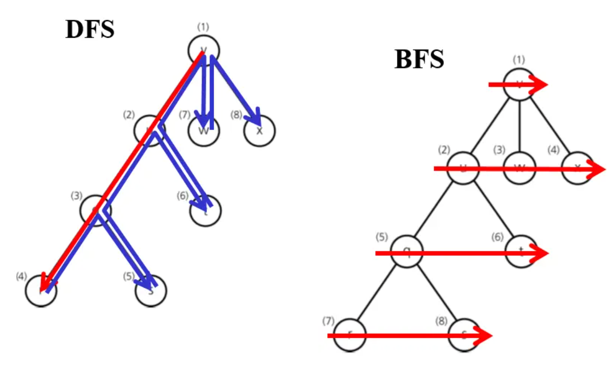 DFS
(1)
v
(2)
(7)
w
(8)
x
(3)
(6)
t
(4)
(5)
s
BFS
(1)
(2)
u
(3)
w
(4)
x
(5)
q
(6)
t
(7)
r
(8)
s